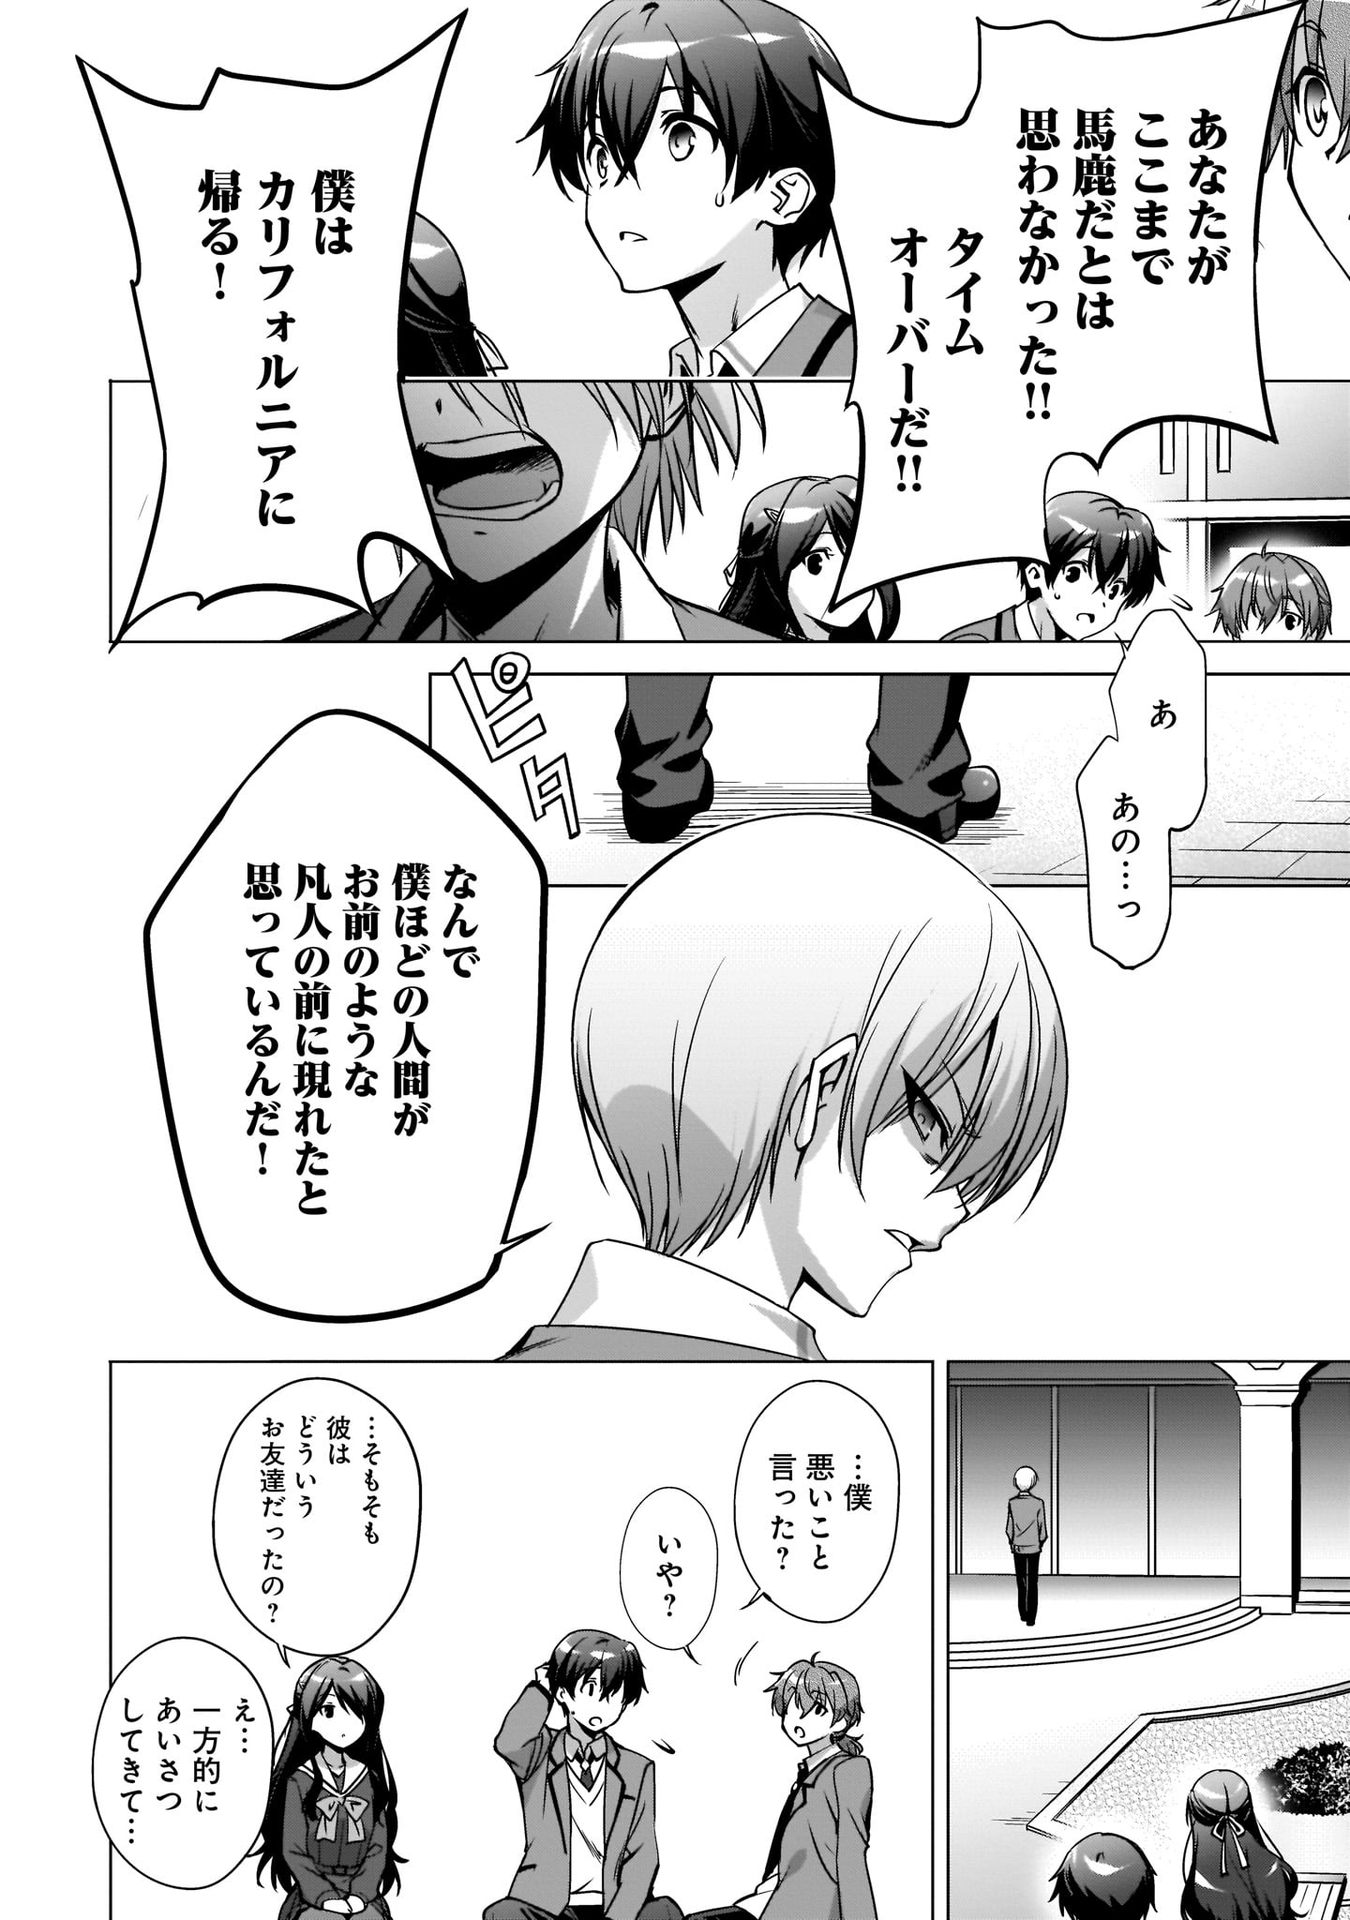 あなたが
ここまで
馬鹿だとは
思わなかった!!
タイム
オーバーだ!!
僕は
カリフォルニアに
帰る!
あ
あの…っ
ピタ
なんで
僕ほどの人間が
お前のような
凡人の前に現れたと
思っているんだ!
…僕
悪いこと
言った?
いや?
…そもそも
彼は
どういう
お友達だったの?
え…
一方的に
あいさつ
してきて…